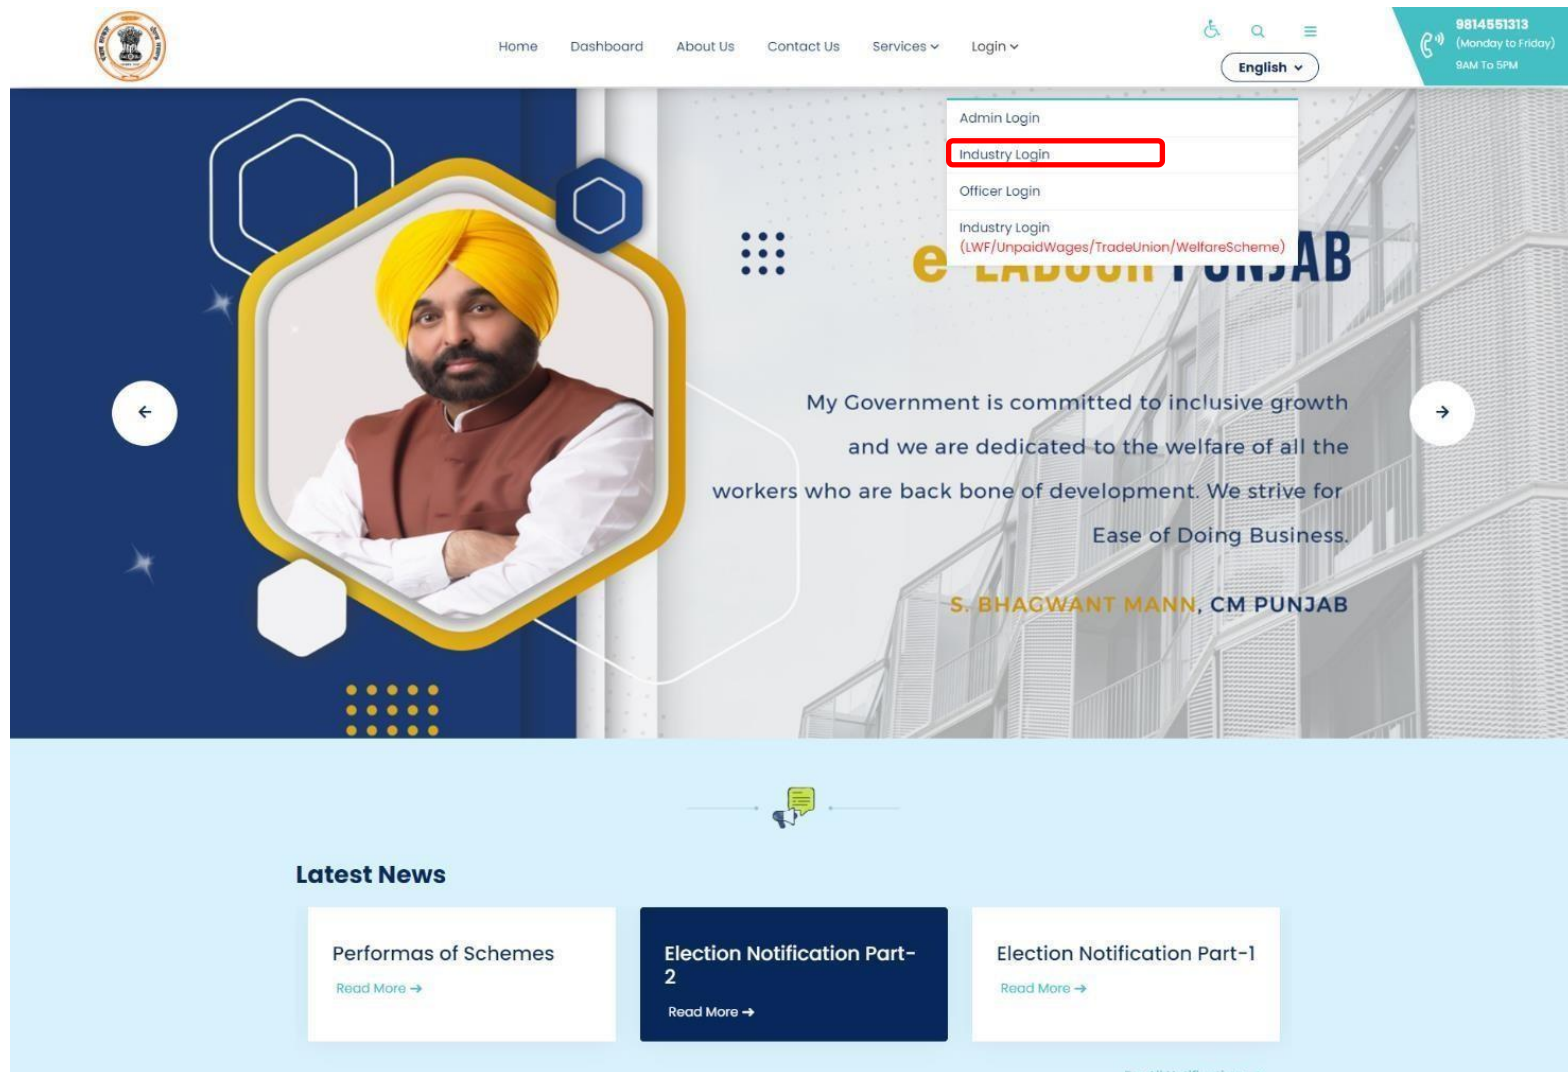 Home Dashboard About Us Contact Us Services Login
English
9814551313
(Monday to Friday)
9AM To 5PM
Admin Login
Industry Login
Officer Login
Industry Login
(LWF/UnpaidWages/TradeUnion/WelfareScheme)
e-LABOUR PUNJAB
My Government is committed to inclusive growth
and we are dedicated to the welfare of all the
workers who are back bone of development. We strive for
Ease of Doing Business.
S. BHAGWANT MANN, CM PUNJAB
Latest News
Performas of Schemes
Read More →
Election Notification Part-
2
Read More →
Election Notification Part-1
Read More →